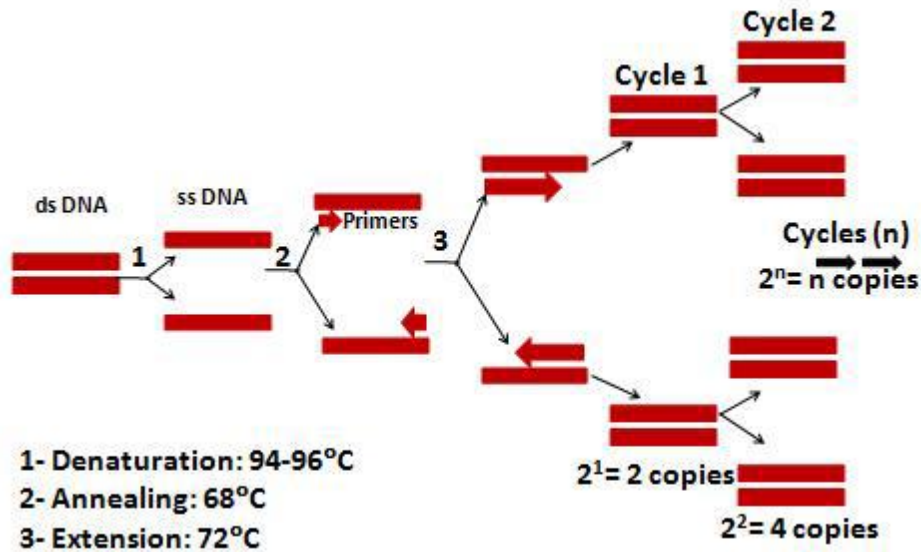 Cycle 2
Cycle 1
ds DNA
ss DNA
1
2
Primers
3
Cycles (n)
2ⁿ= n copies
2¹= 2 copies
2²= 4 copies
1- Denaturation: 94-96°C
2- Annealing: 68°C
3- Extension: 72°C